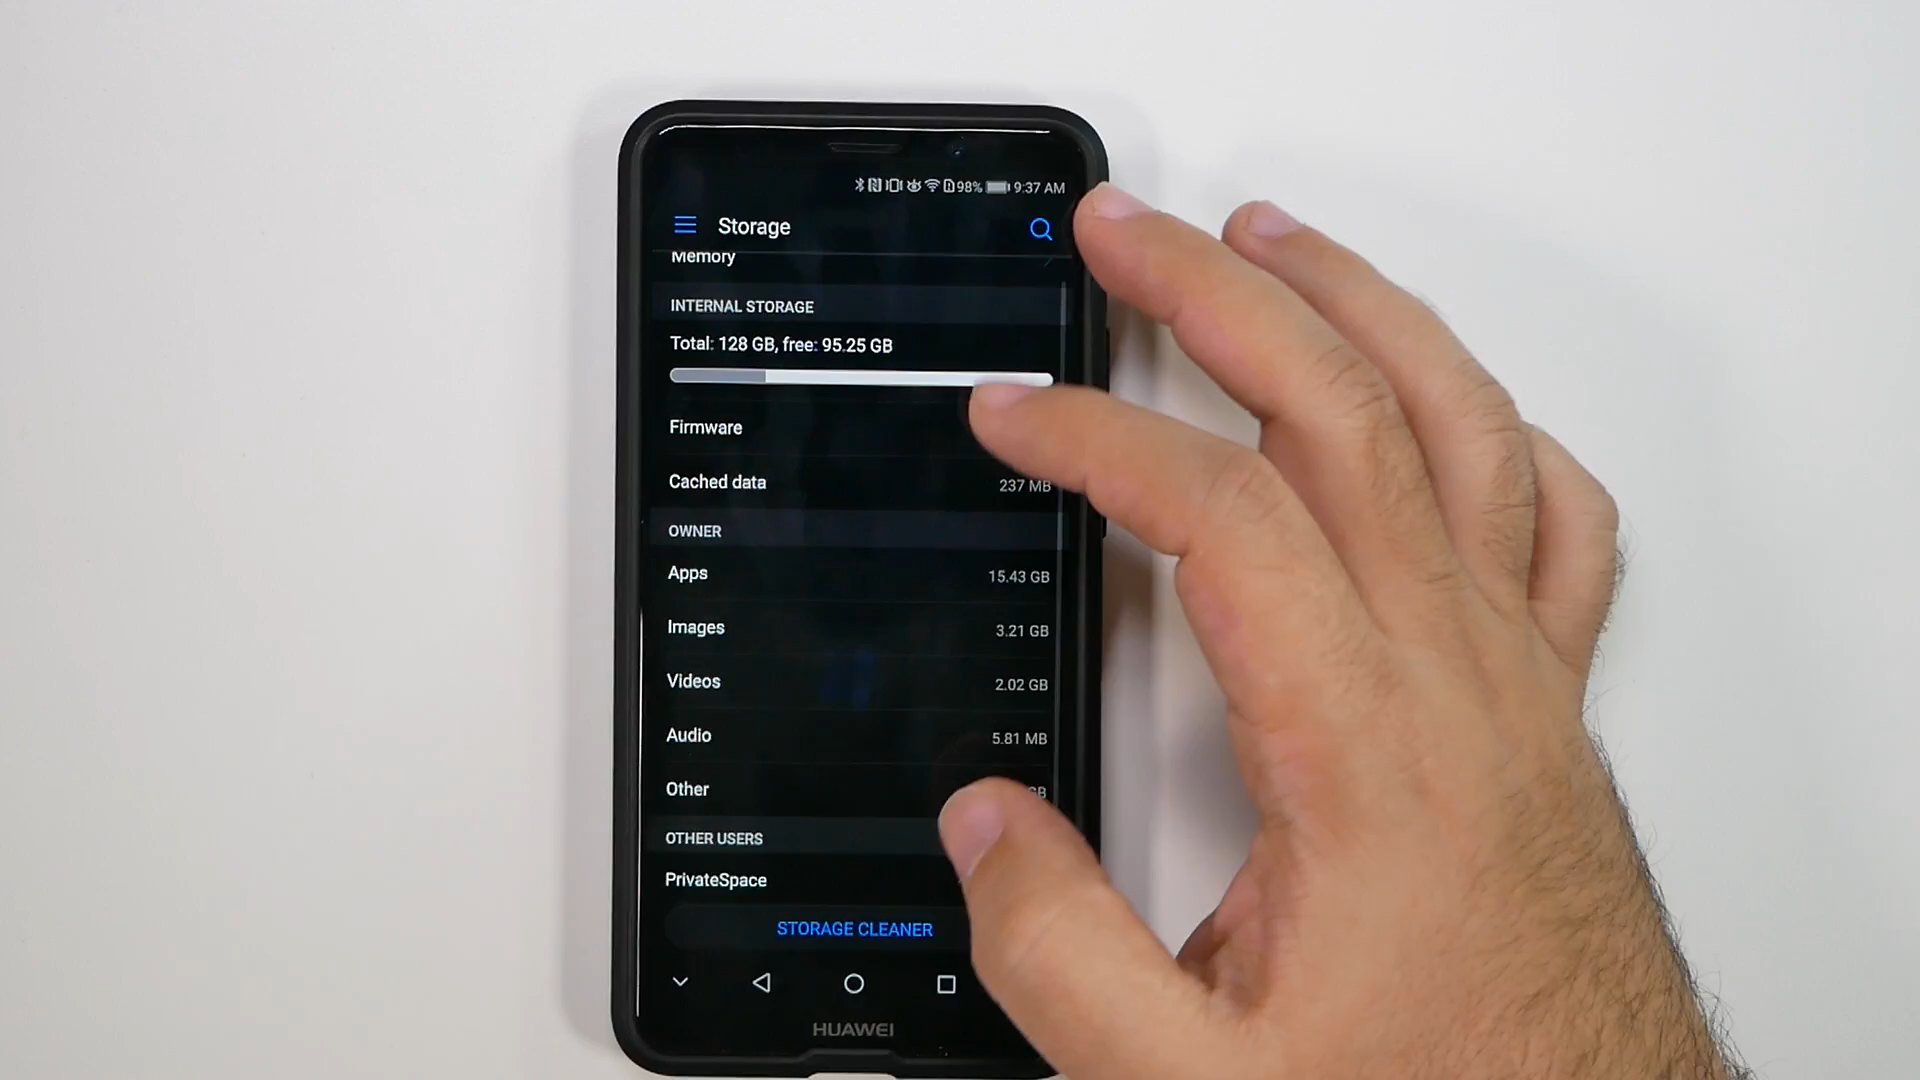 98% 9:37 AM
Storage
Memory
INTERNAL STORAGE
Total: 128 GB, free: 95.25 GB
Firmware
Cached data 237 MB
OWNER
Apps 15.43 GB
Images 3.21 GB
Videos 2.02 GB
Audio 5.81 MB
Other GB
OTHER USERS
PrivateSpace
STORAGE CLEANER
HUAWEI